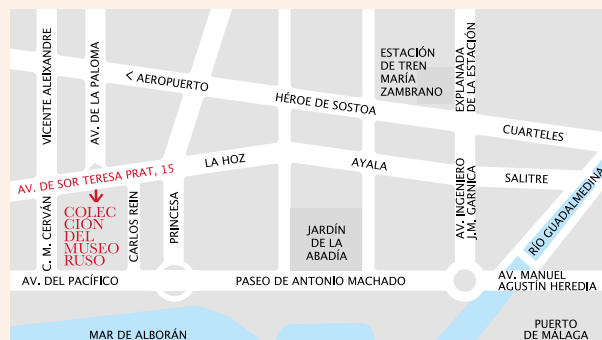 VICENTE ALEIXANDRE
AV. DE LA PALOMA
< AEROPUERTO
HÉROE DE SOSTOA
ESTACIÓN
DE TREN
MARÍA
ZAMBRANO
EXPLANADA
DE LA ESTACIÓN
CUARTELES
AV. DE SOR TERESA PRAT, 15
LA HOZ
AYALA
SALITRE
C. M. CERVÁN
COLEC
CIÓN
DEL
MUSEO
RUSO
CARLOS REIN
PRINCESA
JARDÍN
DE LA
ABADÍA
AV. INGENIERO
J.M. GARNICA
RÍO GUADALMEDINA
AV. DEL PACÍFICO
PASEO DE ANTONIO MACHADO
AV. MANUEL
AGUSTÍN HEREDIA
MAR DE ALBORÁN
PUERTO
DE MÁLAGA